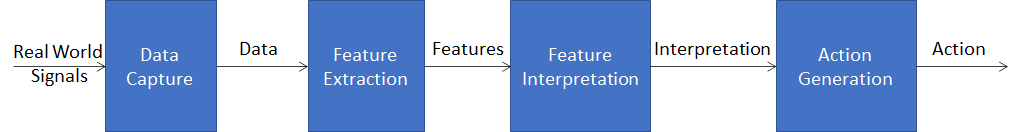 Real World
Signals
Data
Capture
Data
Feature
Extraction
Features
Feature
Interpretation
Interpretation
Action
Generation
Action